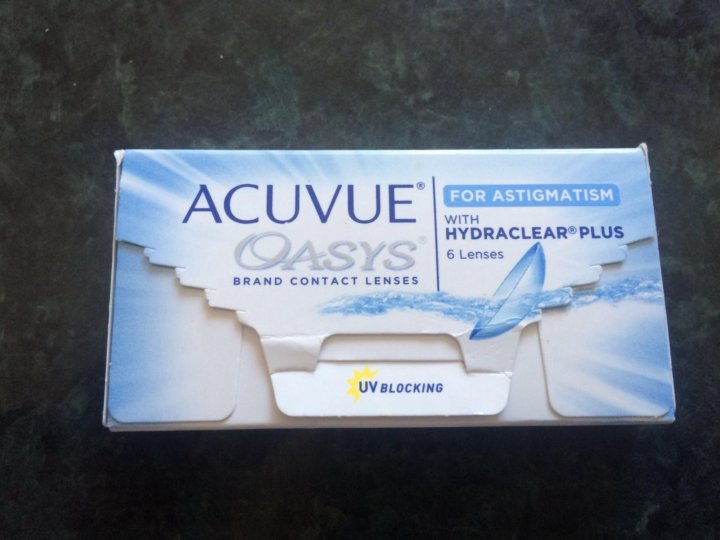 ACUVUE®
OASYS®
BRAND CONTACT LENSES
FOR ASTIGMATISM
WITH
HYDRACLEAR® PLUS
6 Lenses
UV BLOCKING